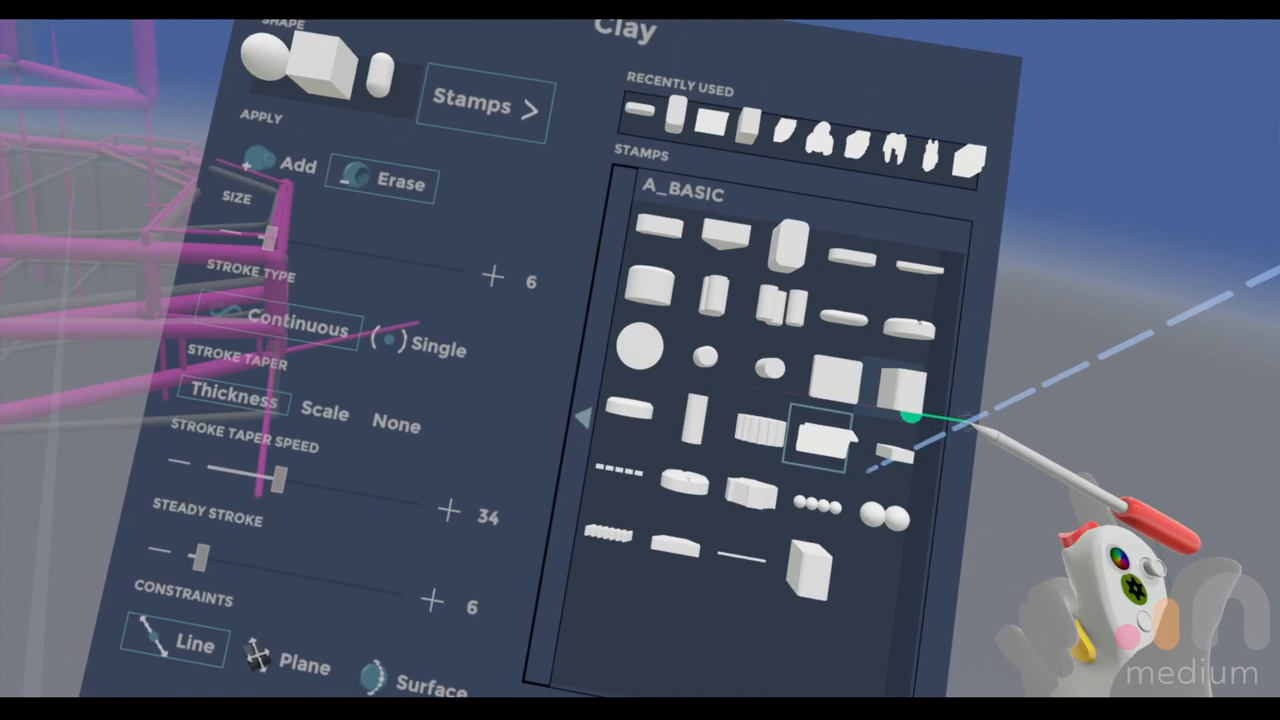 Clay
SHAPE
Stamps >
RECENTLY USED
APPLY
Add
Erase
STAMPS
A_BASIC
SIZE
6
STROKE TYPE
Continuous
Single
STROKE TAPER
Thickness
Scale
None
STROKE TAPER SPEED
34
STEADY STROKE
6
CONSTRAINTS
Line
Plane
Surface
medium